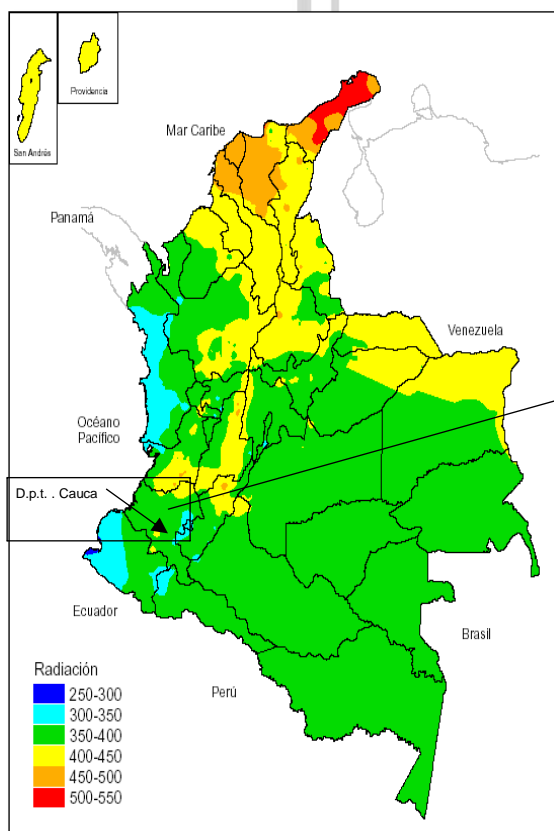 San András
Providencia
Mar Caribe
Panamá
Venezuela
Océano
Pacífico
D.p.t. . Cauca
Ecuador
Brasil
Perú
Radiación
250-300
300-350
350-400
400-450
450-500
500-550